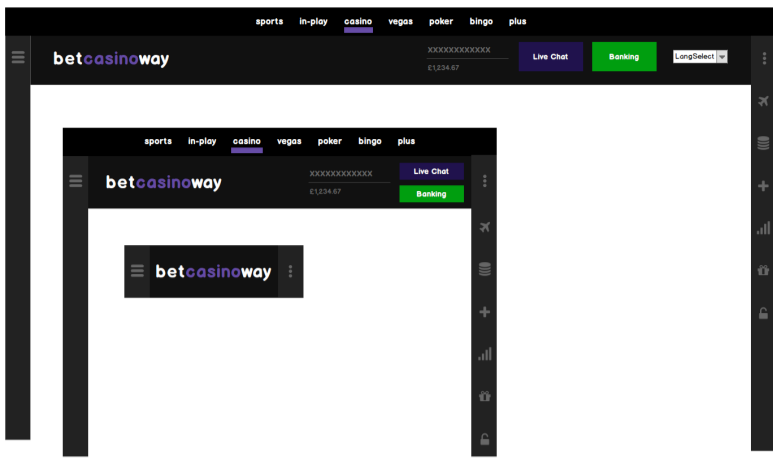 sports in-play casino vegas poker bingo plus
betcasinoway
XXXXXXXXXXXX
£1,234.67
Live Chat
Banking
LangSelect
sports in-play casino vegas poker bingo plus
betcasinoway
XXXXXXXXXXXX
£1,234.67
Live Chat
Banking
betcasinoway